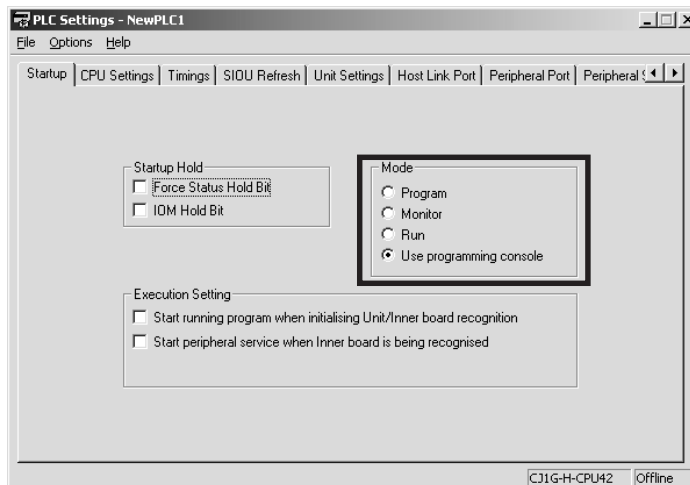 PLC Settings - NewPLC1
File Options Help
Startup CPU Settings Timings SIOU Refresh Unit Settings Host Link Port Peripheral Port Peripheral
Startup Hold
Force Status Hold Bit
IOM Hold Bit
Mode
Program
Monitor
Run
Use programming console
Execution Setting
Start running program when initialising Unit/Inner board recognition
Start peripheral service when Inner board is being recognised
CJ1G-H-CPU42 Offline